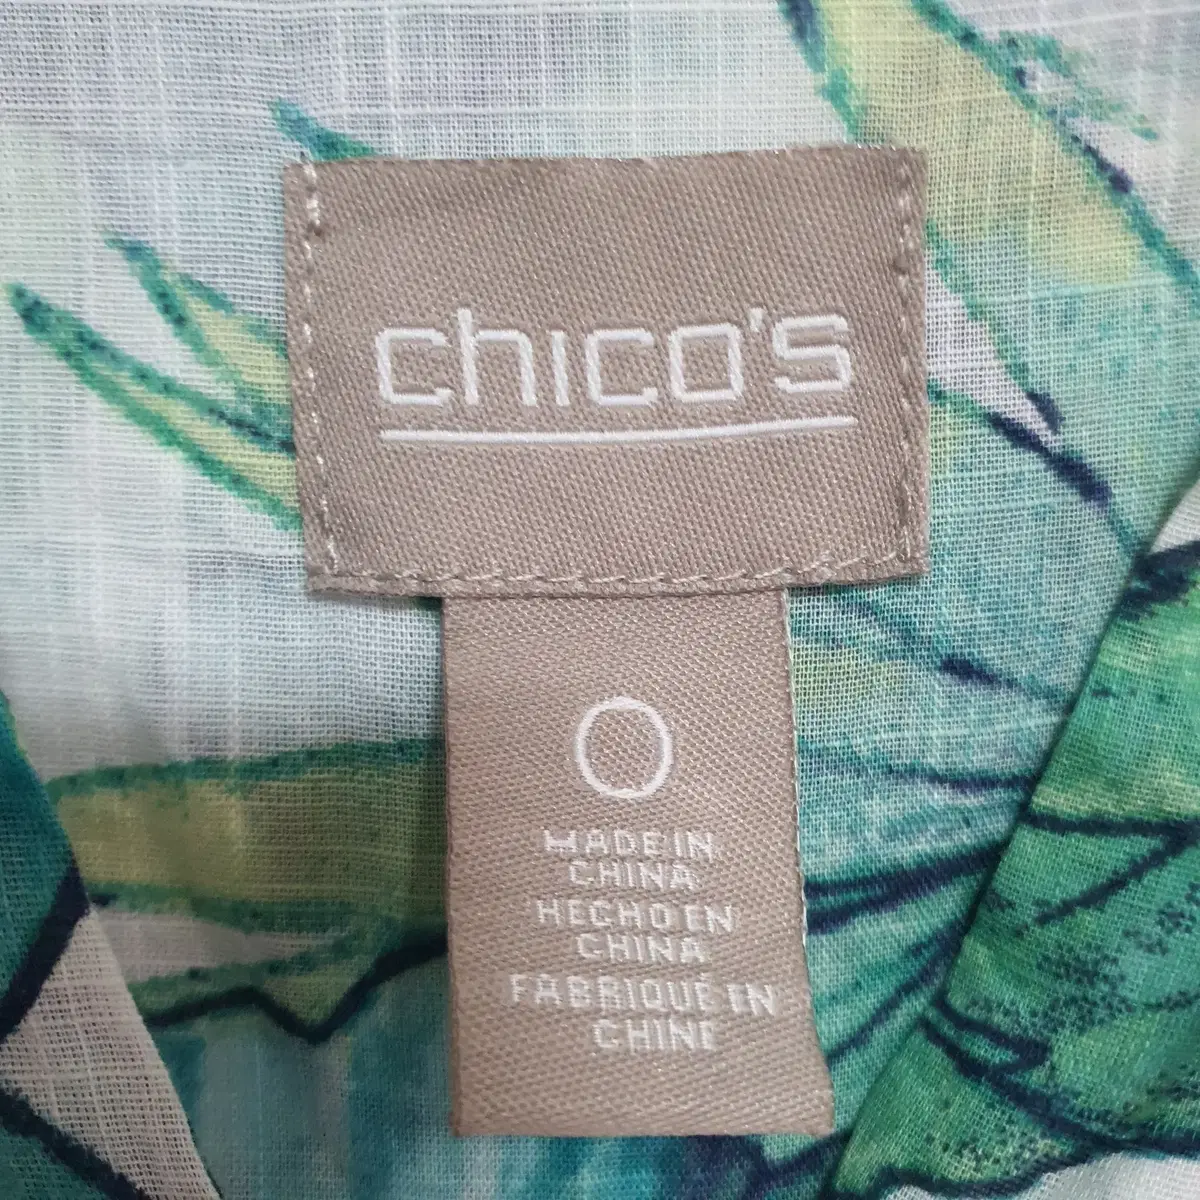 chico's
0
MADE IN
CHINA
HECHO EN
CHINA
FABRIQUÉ EN
CHINE